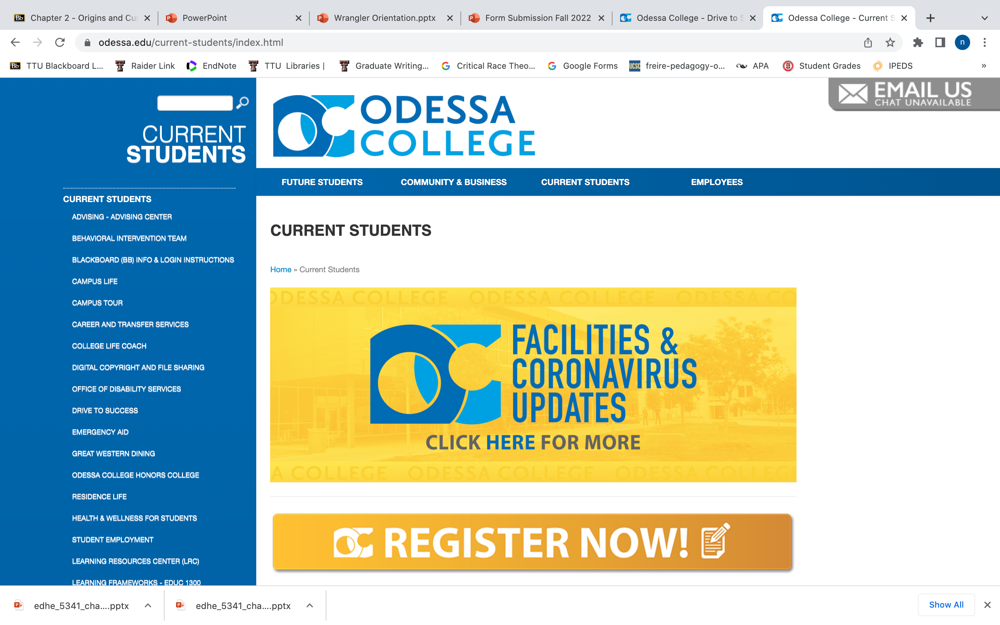 Chapter 2 - Origins and Cur
PowerPoint
Wrangler Orientation.pptx
Form Submission Fall 2022
Odessa College - Drive to S
Odessa College - Current S
odessa.edu/current-students/index.html
n
Bb TTU Blackboard L...
Raider Link
EndNote
TTU Libraries |
Graduate Writing...
Critical Race Theo...
Google Forms
UCSC freire-pedagogy-o...
APA
Student Grades
IPEDS
»
EMAIL US
CHAT UNAVAILABLE
CURRENT
STUDENTS
ODESSA
COLLEGE
FUTURE STUDENTS
COMMUNITY & BUSINESS
CURRENT STUDENTS
EMPLOYEES
CURRENT STUDENTS
ADVISING - ADVISING CENTER
BEHAVIORAL INTERVENTION TEAM
BLACKBOARD (BB) INFO & LOGIN INSTRUCTIONS
CAMPUS LIFE
CAMPUS TOUR
CAREER AND TRANSFER SERVICES
COLLEGE LIFE COACH
DIGITAL COPYRIGHT AND FILE SHARING
OFFICE OF DISABILITY SERVICES
DRIVE TO SUCCESS
EMERGENCY AID
GREAT WESTERN DINING
ODESSA COLLEGE HONORS COLLEGE
RESIDENCE LIFE
HEALTH & WELLNESS FOR STUDENTS
STUDENT EMPLOYMENT
LEARNING RESOURCES CENTER (LRC)
LEARNING FRAMEWORKS - EDUC 1300
CURRENT STUDENTS
Home » Current Students
ODESSA COLLEGE ODESSA COLLEGE ODESSA CO
FACILITIES &
CORONAVIRUS
UPDATES
CLICK HERE FOR MORE
A COLLEGE ODESSA COLLEGE ODESSA COLLEGE
REGISTER NOW!
edhe_5341_cha....pptx
edhe_5341_cha....pptx
Show All